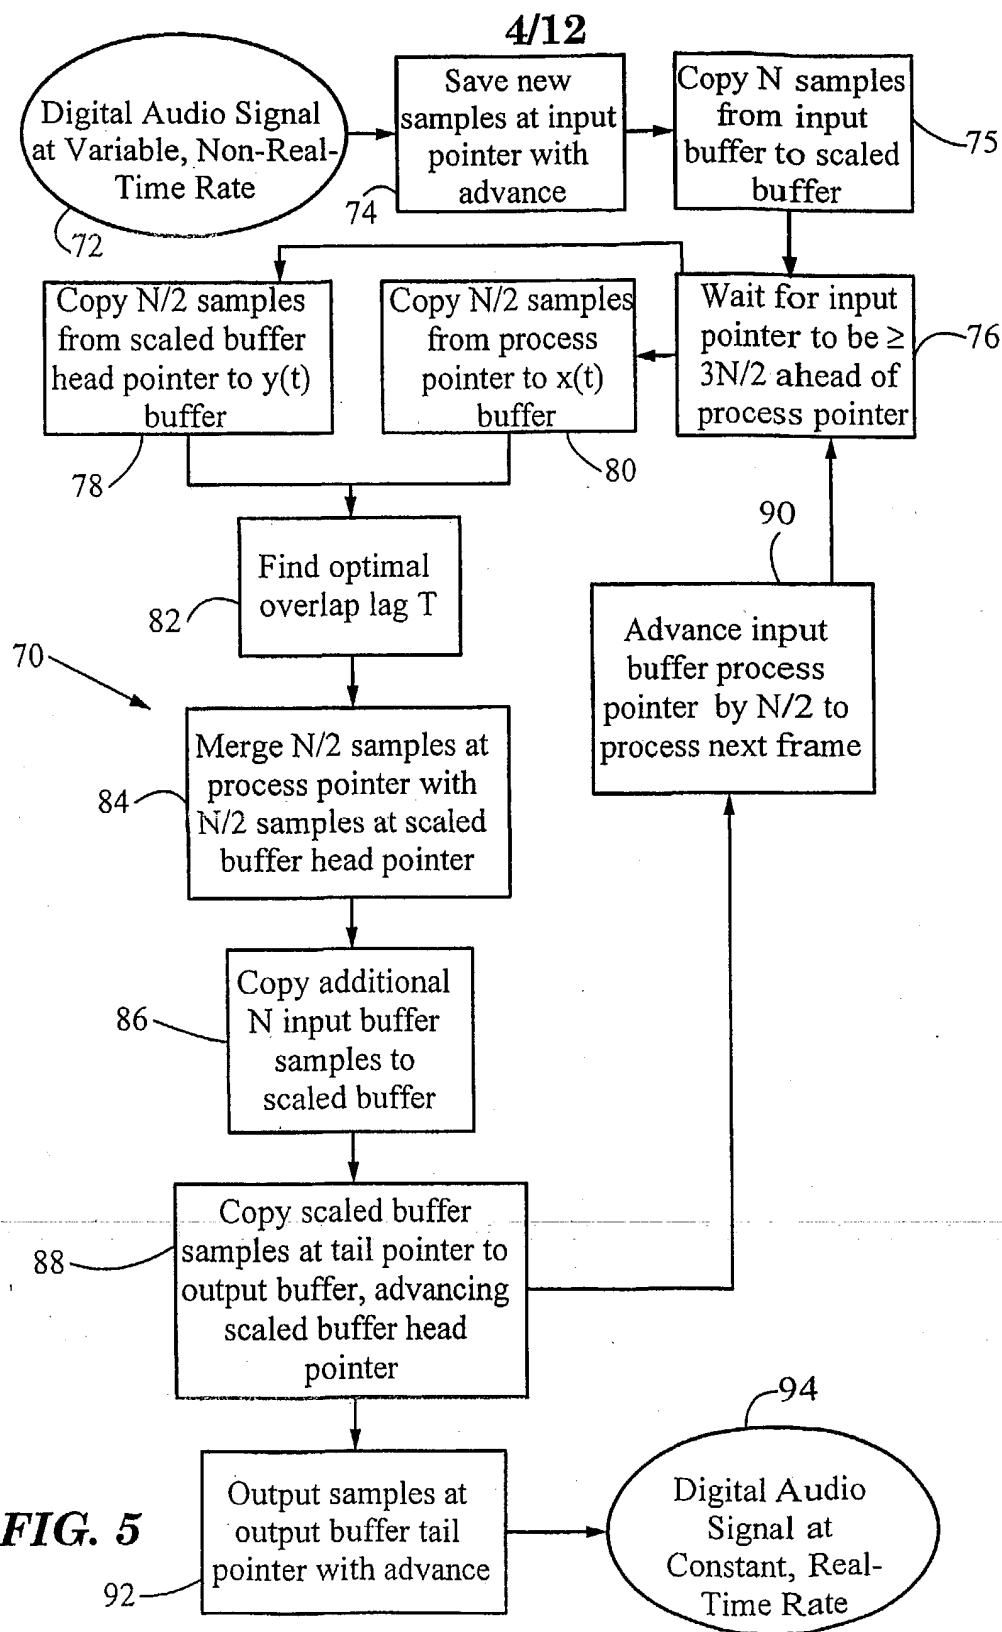 4/12
Digital Audio Signal
at Variable, Non-Real-
Time Rate
72
Save new
samples at input
pointer with
advance
74
Copy N samples
from input
buffer to scaled
buffer
75
Copy N/2 samples
from scaled buffer
head pointer to y(t)
buffer
78
Copy N/2 samples
from process
pointer to x(t)
buffer
80
Wait for input
pointer to be ≥
3N/2 ahead of
process pointer
76
Find optimal
overlap lag T
82
90
Advance input
buffer process
pointer by N/2 to
process next frame
70
Merge N/2 samples at
process pointer with
N/2 samples at scaled
buffer head pointer
84
Copy additional
N input buffer
samples to
scaled buffer
86
Copy scaled buffer
samples at tail pointer to
output buffer, advancing
scaled buffer head
pointer
88
Output samples at
output buffer tail
pointer with advance
92
94
Digital Audio
Signal at
Constant, Real-
Time Rate
FIG. 5